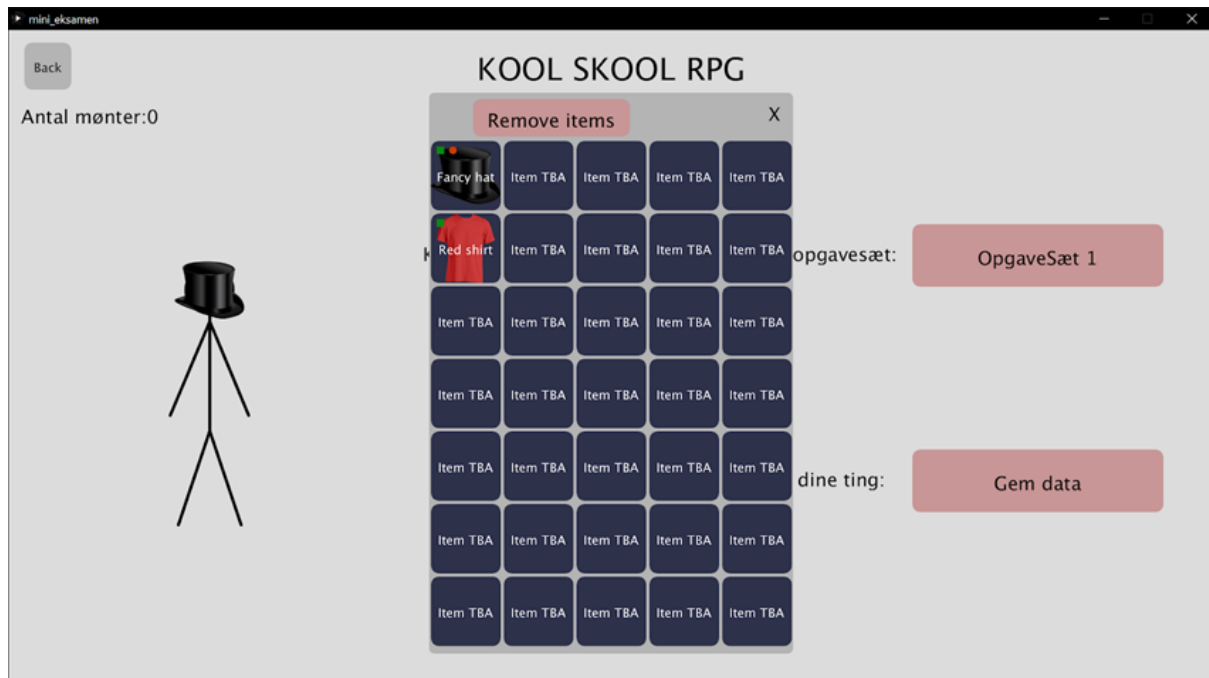 mini_eksamen
Back
KOOL SKOOL RPG
Antal mønter:0
Remove items
X
Fancy hat Item TBA Item TBA Item TBA Item TBA
Red shirt Item TBA Item TBA Item TBA Item TBA
opgavesæt:
OpgaveSæt 1
Item TBA Item TBA Item TBA Item TBA Item TBA
Item TBA Item TBA Item TBA Item TBA Item TBA
Item TBA Item TBA Item TBA Item TBA Item TBA
dine ting:
Gem data
Item TBA Item TBA Item TBA Item TBA Item TBA
Item TBA Item TBA Item TBA Item TBA Item TBA